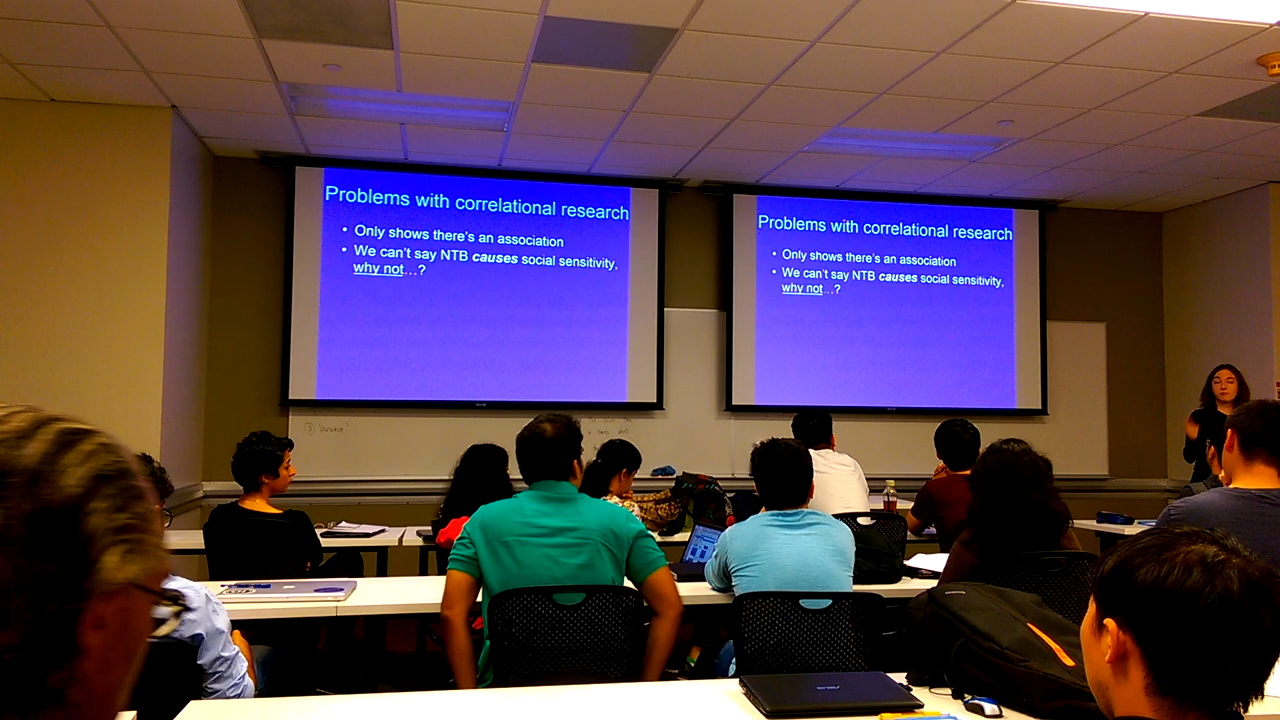 Problems with correlational research
• Only shows there's an association
• We can't say NTB causes social sensitivity,
why not…?
Problems with correlational research
• Only shows there's an association
• We can't say NTB causes social sensitivity,
why not…?
ASUS